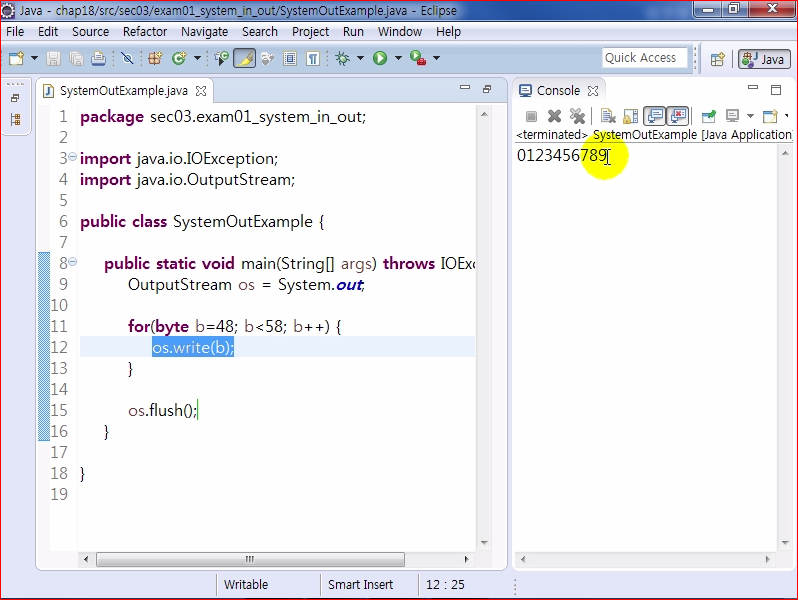 Java - chap18/src/sec03/exam01_system_in_out/SystemOutExample.java - Eclipse
File Edit Source Refactor Navigate Search Project Run Window Help
Quick Access
Java
SystemOutExample.java
1 package sec03.exam01_system_in_out;
2
3 import java.io.IOException;
4 import java.io.OutputStream;
5
6 public class SystemOutExample {
7
8 public static void main(String[] args) throws IOExc
9 OutputStream os = System.out;
10
11 for(byte b=48; b<58; b++) {
12 os.write(b);
13 }
14
15 os.flush();
16 }
17
18 }
19
Console
<terminated> SystemOutExample [Java Application]
0123456789
Writable Smart Insert 12 : 25